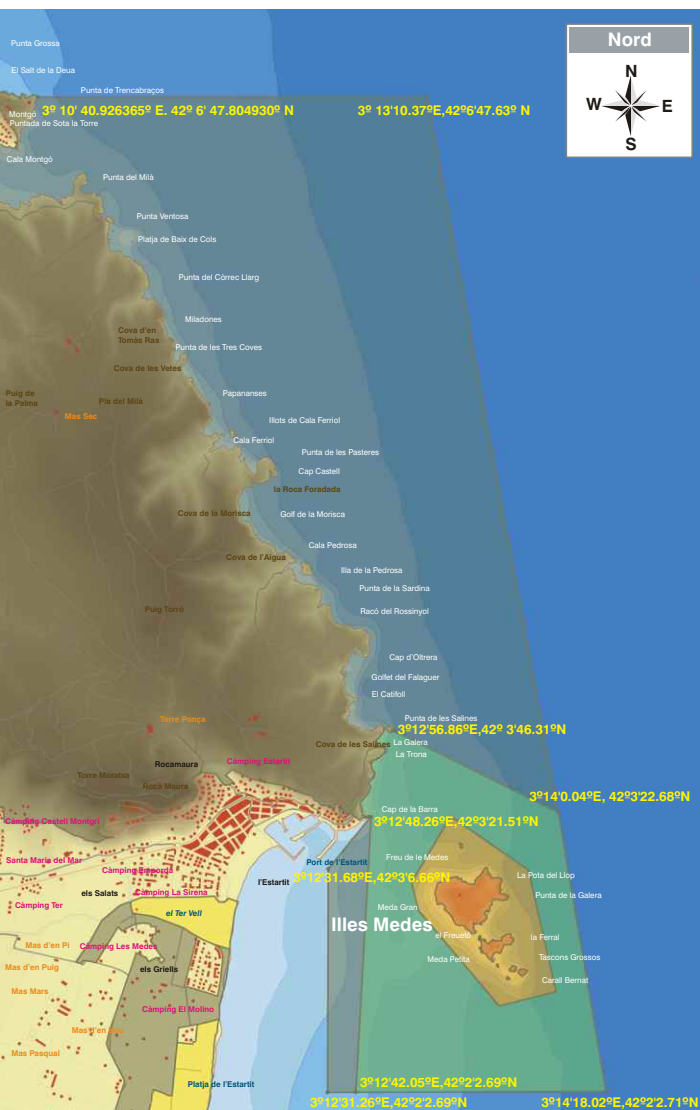 Punta Grossa
Nord
El Salt de la Deua
N
Punta de Trencabraços
W
E
S
Montgó
3º 10' 40.926365º E. 42º 6' 47.804930º N
3º 13'10.37ºE,42º6'47.63º N
Puntada de Sota la Torre
Cala Montgó
Punta del Milà
Punta Ventosa
Platja de Baix de Cols
Punta del Còrrec Llarg
Miladones
Cova d'en
Tomàs Ras
Punta de les Tres Coves
Cova de les Vetes
Puig de
la Palma
Pla del Milà
Papananses
Mas Sec
Illots de Cala Ferriol
Cala Ferriol
Punta de les Pasteres
Cap Castell
la Roca Foradada
Cova de la Morisca
Golf de la Morisca
Cala Pedrosa
Cova de l'Aigua
Illa de la Pedrosa
Punta de la Sardina
Puig Torró
Racó del Rossinyol
Cap d'Oltrera
Golfet del Falaguer
El Catifoll
Torre Ponça
Punta de les Salines
3º12'56.86ºE,42º 3'46.31ºN
Cova de les Salines
La Galera
La Trona
Rocamaura
Càmping Estartit
Torre Moratxa
Roca Maura
3º14'0.04ºE, 42º3'22.68ºN
Cap de la Barra
Càmping Castell Montgrí
3º12'48.26ºE,42º3'21.51ºN
Santa Maria del Mar
Port de l'Estartit
Freu de le Medes
Càmping Empordà
3º12'31.68ºE,42º3'6.66ºN
La Pota del Llop
l'Estartit
els Salats
Càmping La Sirena
Punta de la Galera
Càmping Ter
el Ter Vell
Meda Gran
Illes Medes
el Freuetó
la Ferral
Mas d'en Pi
Càmping Les Medes
Meda Petita
Tascons Grossos
Mas d'en Puig
els Griells
Carall Bernat
Mas Mars
Càmping El Molino
Mas Pasqual
Platja de l'Estartit
3º12'42.05ºE,42º2'2.69ºN
3º12'31.26ºE,42º2'2.69ºN
3º14'18.02ºE,42º2'2.71ºN